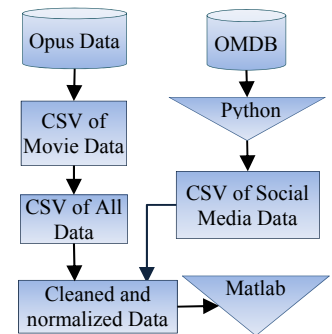 Opus Data
OMDB
Python
CSV of
Movie Data
CSV of Social
Media Data
CSV of All
Data
Cleaned and
normalized Data
Matlab